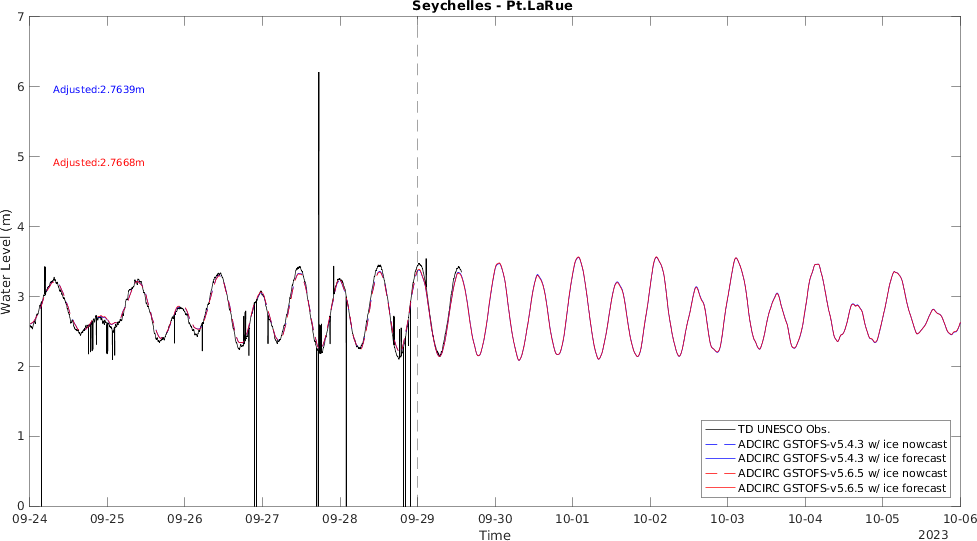 Seychelles - Pt.LaRue
7
6
5
4
3
2
1
0
Water Level (m)
Adjusted:2.7639m
Adjusted:2.7668m
TD UNESCO Obs.
ADCIRC GSTOFS-v5.4.3 w/ ice nowcast
ADCIRC GSTOFS-v5.4.3 w/ ice forecast
ADCIRC GSTOFS-v5.6.5 w/ ice nowcast
ADCIRC GSTOFS-v5.6.5 w/ ice forecast
09-24 09-25 09-26 09-27 09-28 09-29 09-30 10-01 10-02 10-03 10-04 10-05 10-06
Time
2023